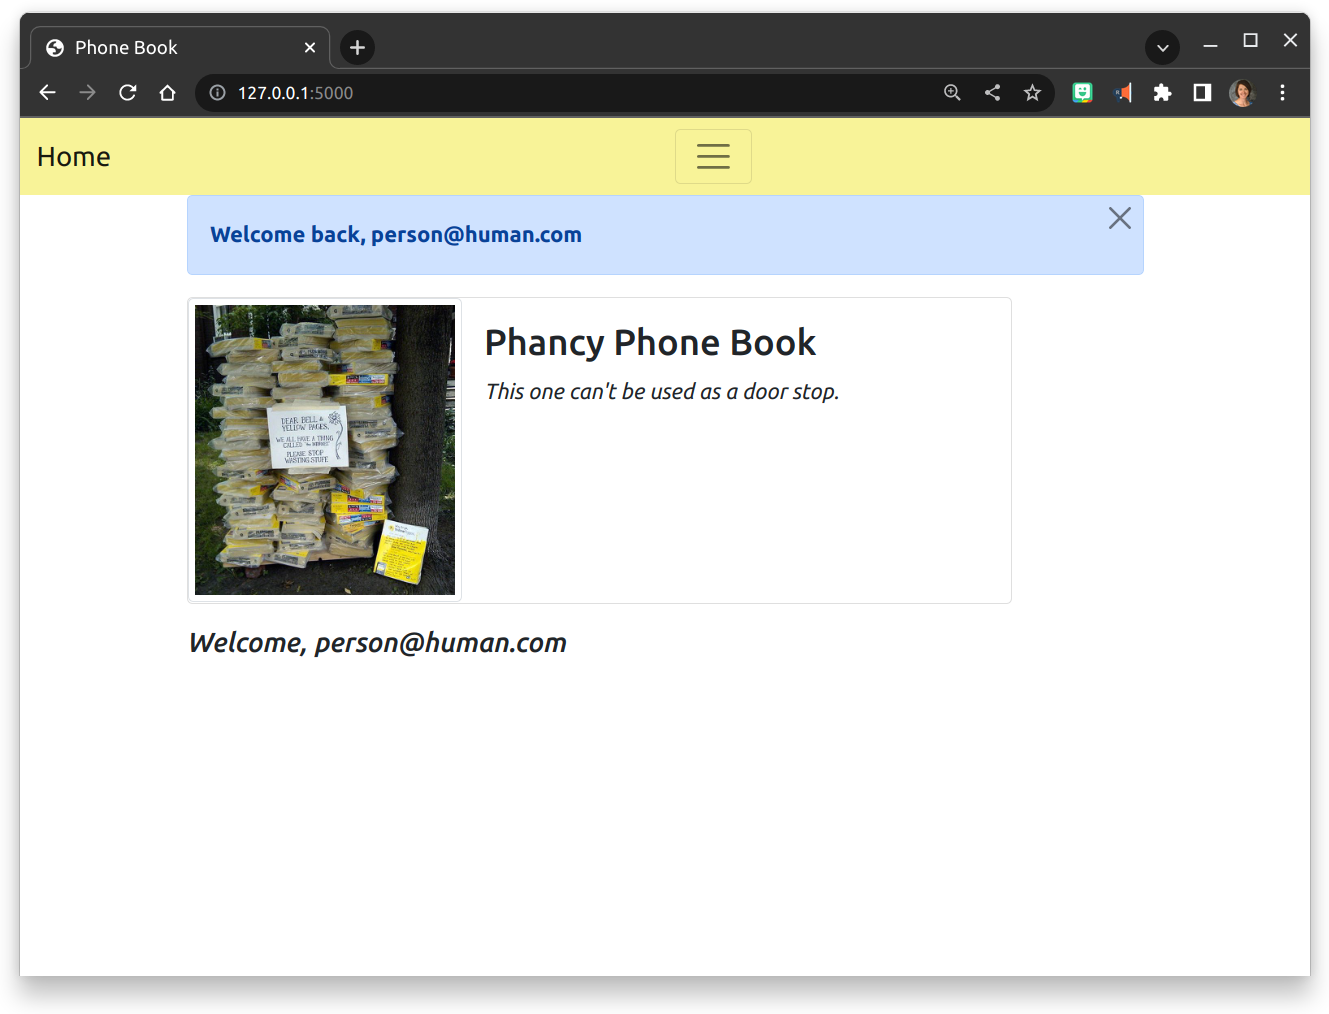 Phone Book
127.0.0.1:5000
Home
Welcome back, person@human.com
Phancy Phone Book
This one can't be used as a door stop.
DEAR BELL &
YELLOW PAGES,
WE ALL HAVE A THING
CALLED "the INTERNET"
PLEASE STOP
WASTING STUFF
Welcome, person@human.com